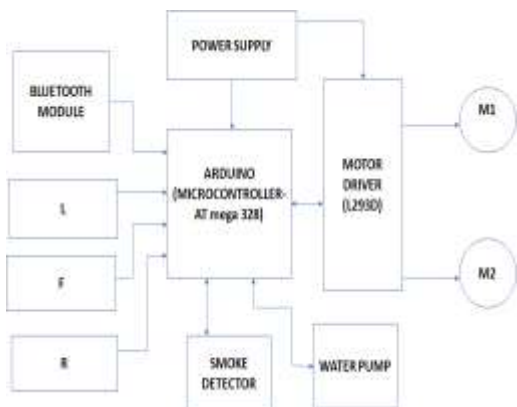 POWER SUPPLY
BLUETOOTH
MODULE
M1
ARDUINO
(MICROCONTROLLER-
AT mega 328)
MOTOR
DRIVER
(L293D)
L
F
R
M2
SMOKE
DETECTOR
WATER PUMP